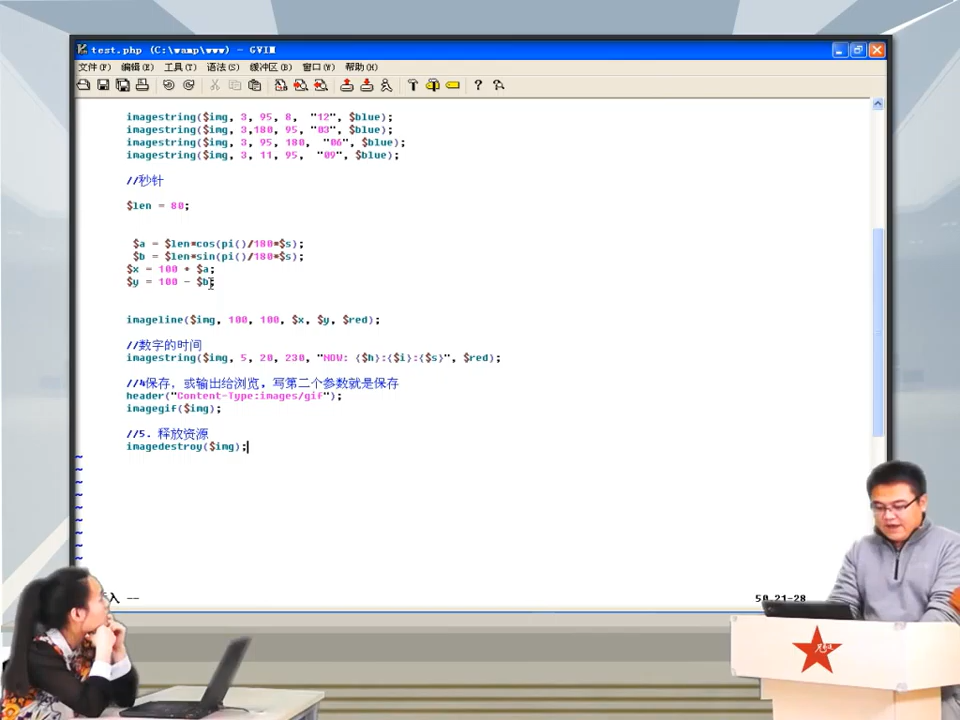 test.php (C:\wamp\www) - GVIM
文件(F) 编辑(E) 工具(T) 语法(S) 缓冲区(B) 窗口(W) 帮助(H)
imagestring($img, 3, 95, 8,  "12", $blue);
imagestring($img, 3,180, 95, "03", $blue);
imagestring($img, 3, 95, 180,  "06", $blue);
imagestring($img, 3, 11, 95,  "09", $blue);
//秒针
$len = 80;
$a = $len*cos(pi()/180*$s);
$b = $len*sin(pi()/180*$s);
$x = 100 + $a;
$y = 100 - $b;
imageline($img, 100, 100, $x, $y, $red);
//数字的时间
imagestring($img, 5, 20, 230, "NOW: {$h}:{$i}:{$s}", $red);
//4保存, 或输出给浏览, 写第二个参数就是保存
header("Content-Type:images/gif");
imagegif($img);
//5. 释放资源
imagedestroy($img);
~
~
~
~
~
~
~
~
~
入 --
50,21-28